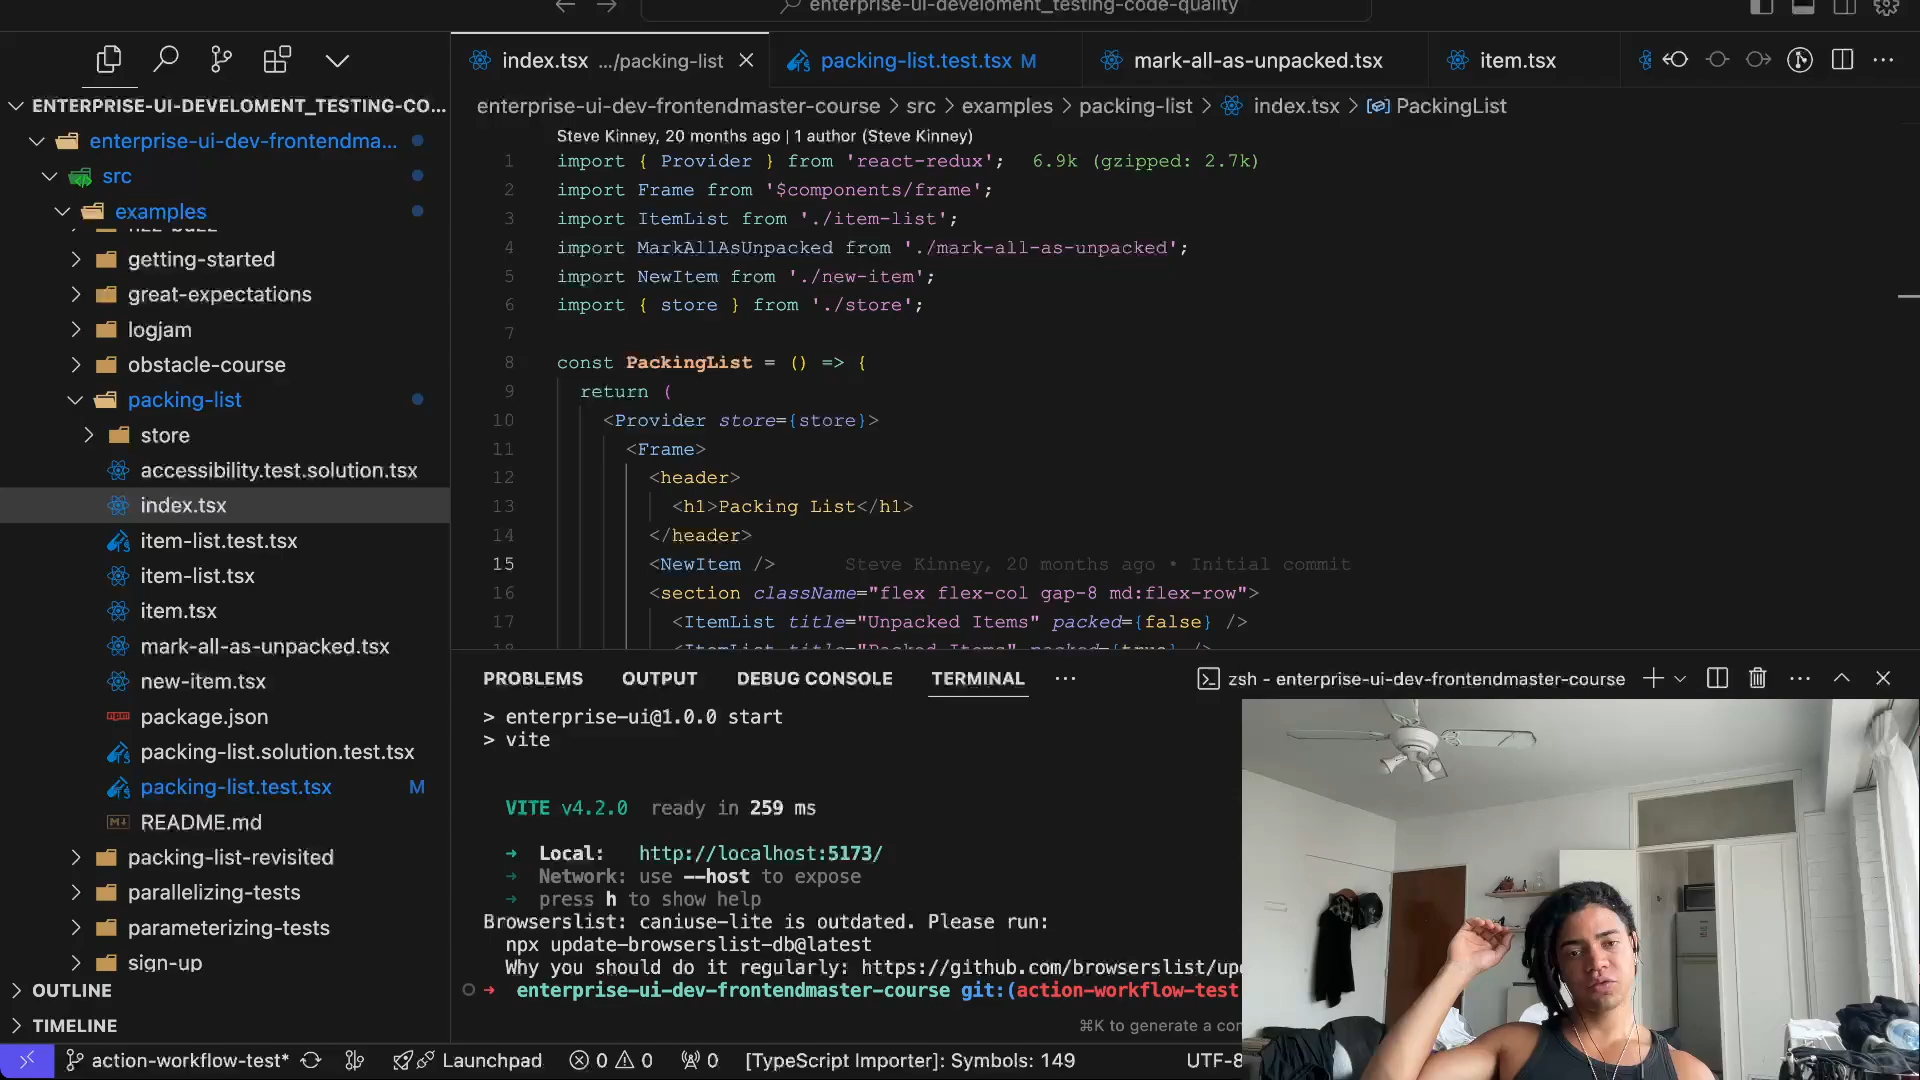 enterprise-ui-develoment_testing-code-quality
index.tsx .../packing-list
packing-list.test.tsx M
mark-all-as-unpacked.tsx
item.tsx
ENTERPRISE-UI-DEVELOMENT_TESTING-CO...
enterprise-ui-dev-frontendma...
src
examples
getting-started
great-expectations
logjam
obstacle-course
packing-list
store
accessibility.test.solution.tsx
index.tsx
item-list.test.tsx
item-list.tsx
item.tsx
mark-all-as-unpacked.tsx
new-item.tsx
package.json
packing-list.solution.test.tsx
packing-list.test.tsx M
README.md
packing-list-revisited
parallelizing-tests
parameterizing-tests
sign-up
OUTLINE
TIMELINE
enterprise-ui-dev-frontendmaster-course > src > examples > packing-list > index.tsx > PackingList
Steve Kinney, 20 months ago | 1 author (Steve Kinney)
1 import { Provider } from 'react-redux'; 6.9k (gzipped: 2.7k)
2 import Frame from '$components/frame';
3 import ItemList from './item-list';
4 import MarkAllAsUnpacked from './mark-all-as-unpacked';
5 import NewItem from './new-item';
6 import { store } from './store';
7
8 const PackingList = () => {
9 return (
10 <Provider store={store}>
11 <Frame>
12 <header>
13 <h1>Packing List</h1>
14 </header>
15 <NewItem /> Steve Kinney, 20 months ago • Initial commit
16 <section className="flex flex-col gap-8 md:flex-row">
17 <ItemList title="Unpacked Items" packed={false} />
18 <ItemList title="Packed Items" packed={true} />
PROBLEMS OUTPUT DEBUG CONSOLE TERMINAL ···
zsh - enterprise-ui-dev-frontendmaster-course
> enterprise-ui@1.0.0 start
> vite
VITE v4.2.0 ready in 259 ms
➜ Local: http://localhost:5173/
➜ Network: use --host to expose
➜ press h to show help
Browserslist: caniuse-lite is outdated. Please run:
npx update-browserslist-db@latest
Why you should do it regularly: https://github.com/browserslist/upd
➜ enterprise-ui-dev-frontendmaster-course git:(action-workflow-test
⌘K to generate a co
action-workflow-test* Launchpad 0 0 0 [TypeScript Importer]: Symbols: 149 UTF-8